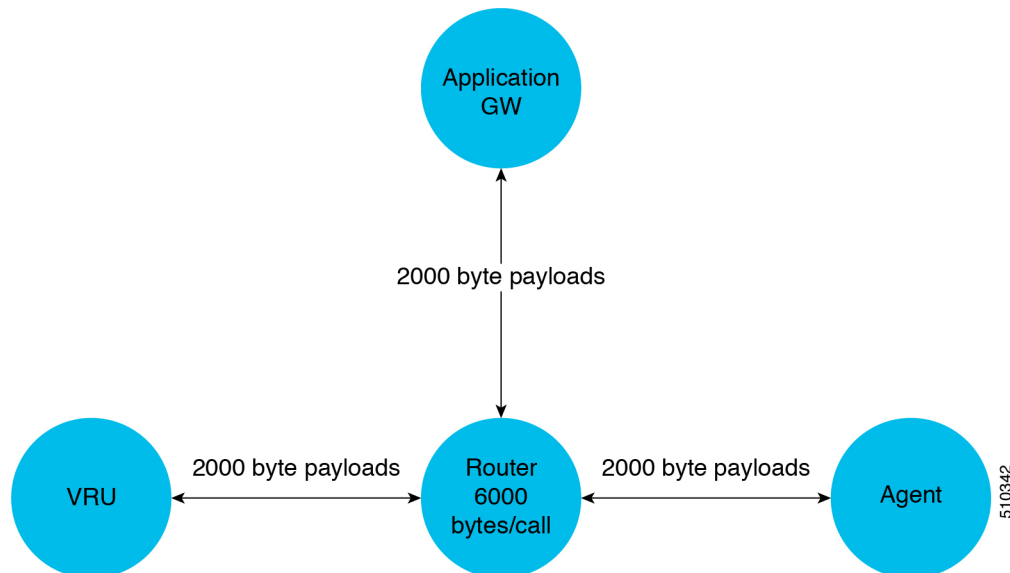 Application
GW
2000 byte payloads
2000 byte payloads
2000 byte payloads
VRU
Router
6000
bytes/call
Agent
510342